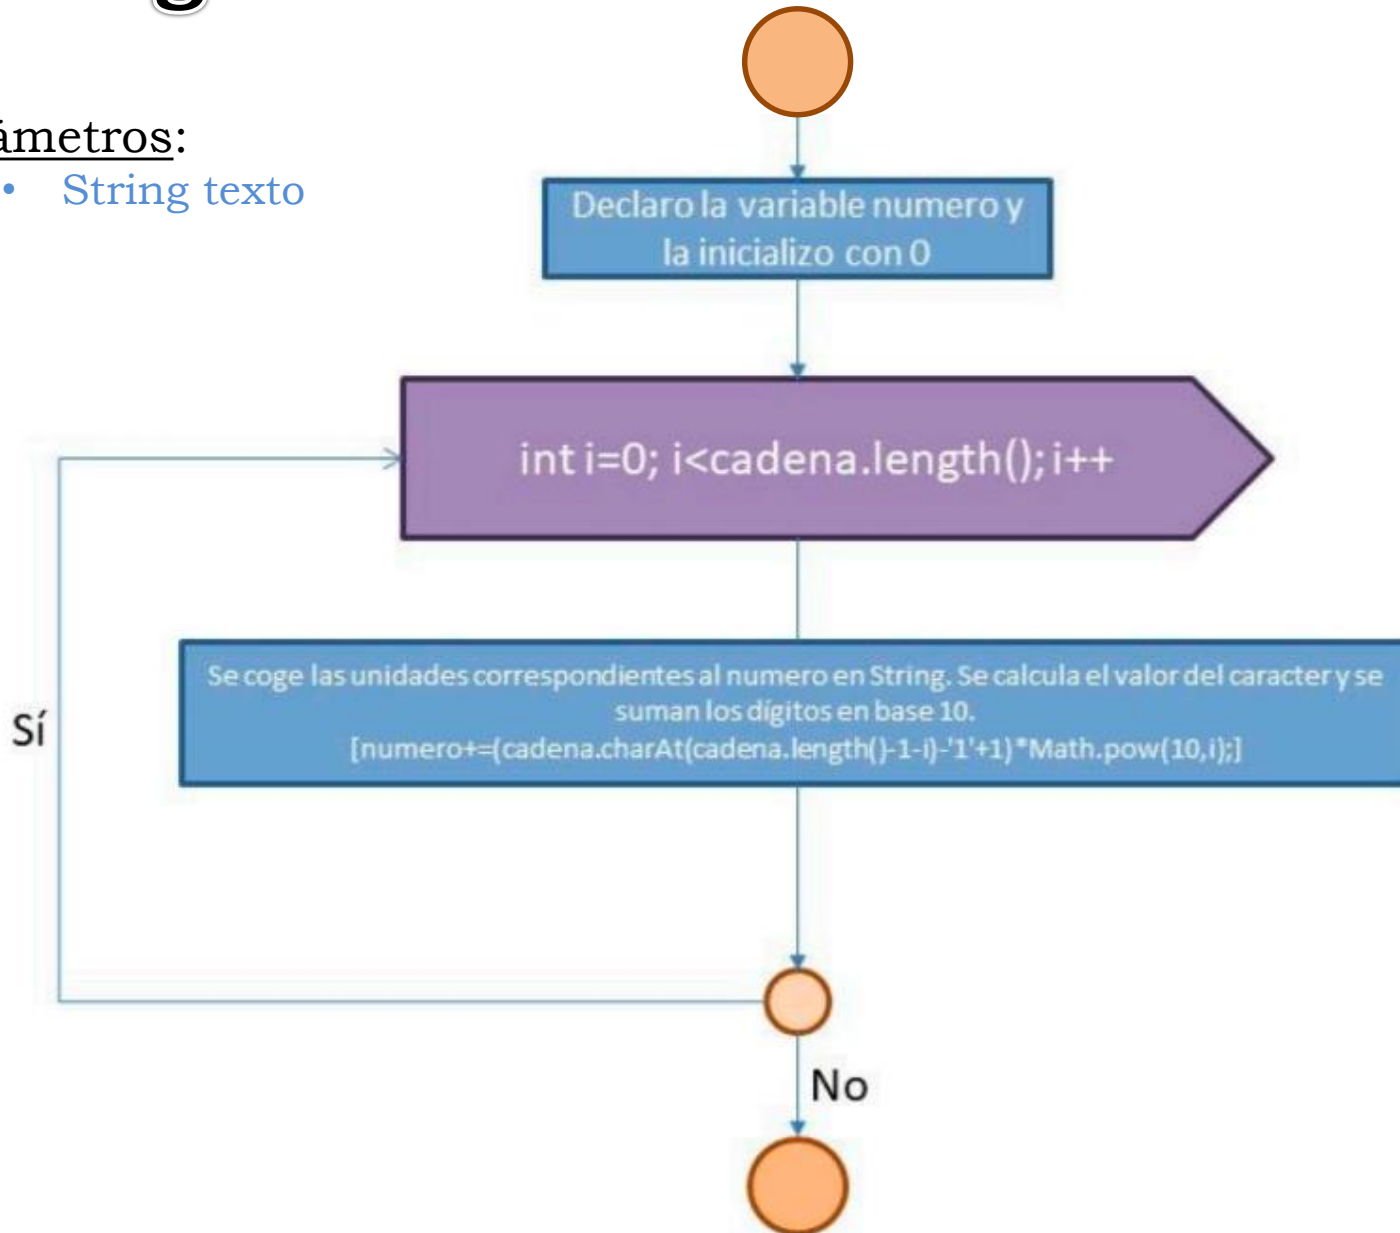 ámetros:
• String texto
Declaro la variable numero y
la inicializo con 0
int i=0; i<cadena.length(); i++
Se coge las unidades correspondientes al numero en String. Se calcula el valor del caracter y se
suman los dígitos en base 10.
[numero+=(cadena.charAt(cadena.length()-1-i)-'1'+1)*Math.pow(10,i);]
Sí
No